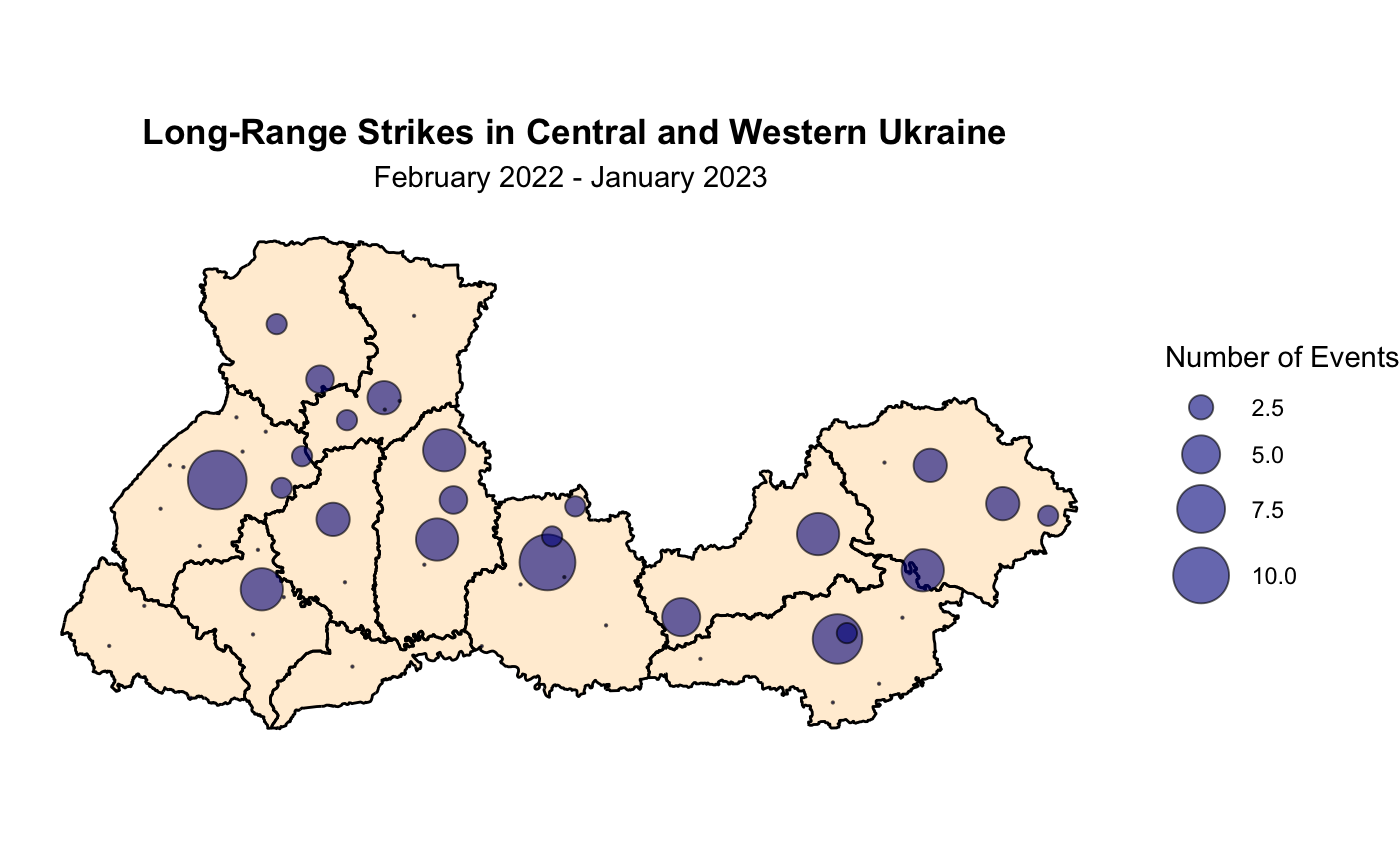 Long-Range Strikes in Central and Western Ukraine
February 2022 - January 2023
Number of Events
2.5
5.0
7.5
10.0